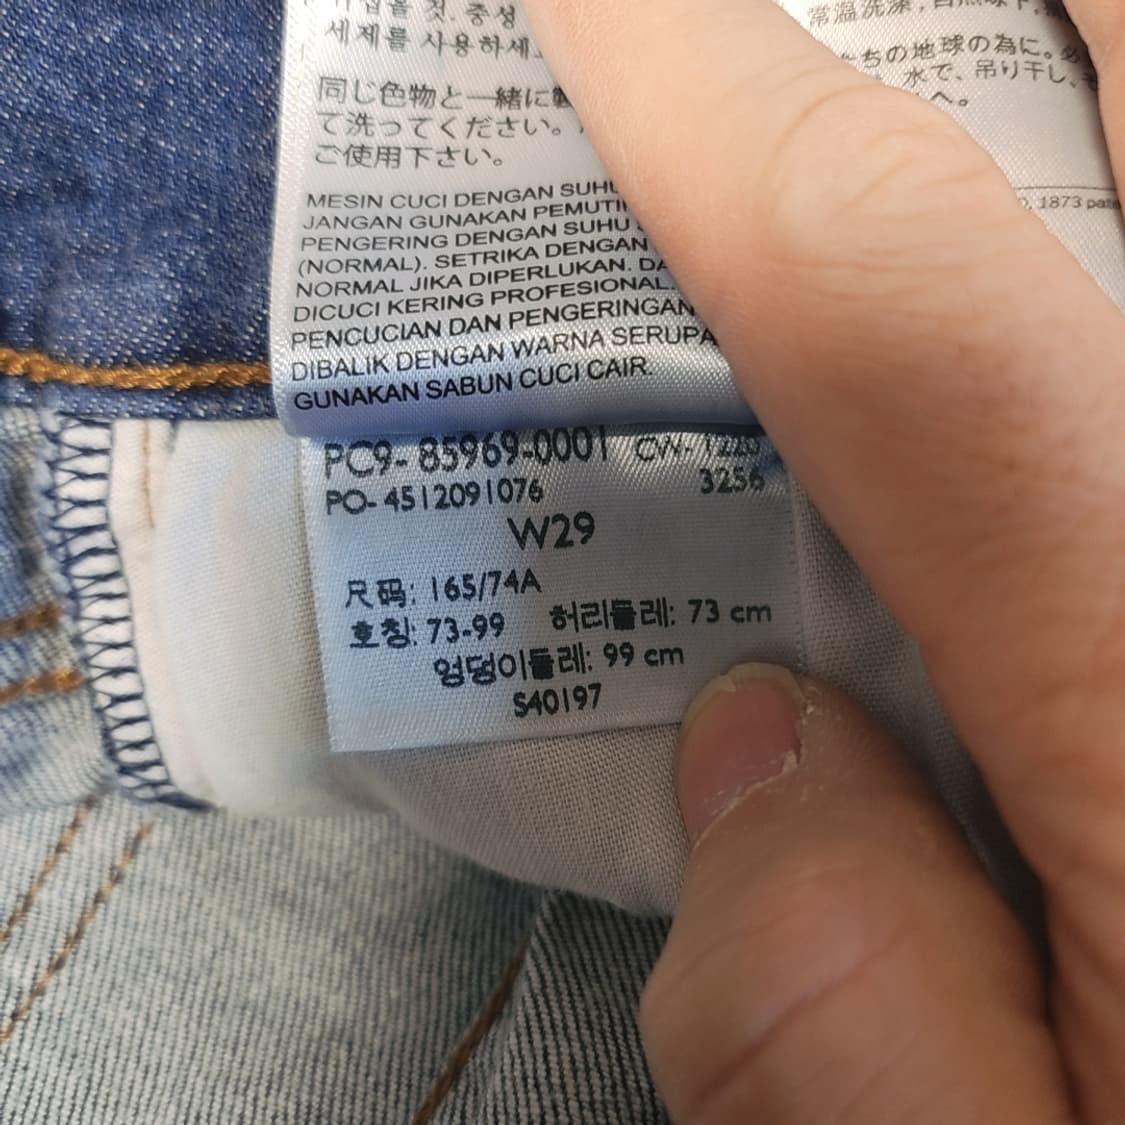 세제를 사용하세
同じ色物と一緒に
て洗ってください。
ご使用下さい。
MESIN CUCI DENGAN SUHU
JANGAN GUNAKAN PEMUTI
PENGERING DENGAN SUHU
(NORMAL). SETRIKA DENGAN
NORMAL JIKA DIPERLUKAN.
DICUCI KERING PROFESIONAL.
PENCUCIAN DAN PENGERINGAN
DIBALIK DENGAN WARNA SERUPA
GUNAKAN SABUN CUCI CAIR.
PC9-85969-0001 CW-
PO-4512091076 3256
W29
尺码: 165/74A
호칭: 73-99 허리둘레: 73 cm
엉덩이둘레: 99 cm
S40197
常温洗涤,
ちの地球の為に。
水で、吊り干し、
へ。
1873